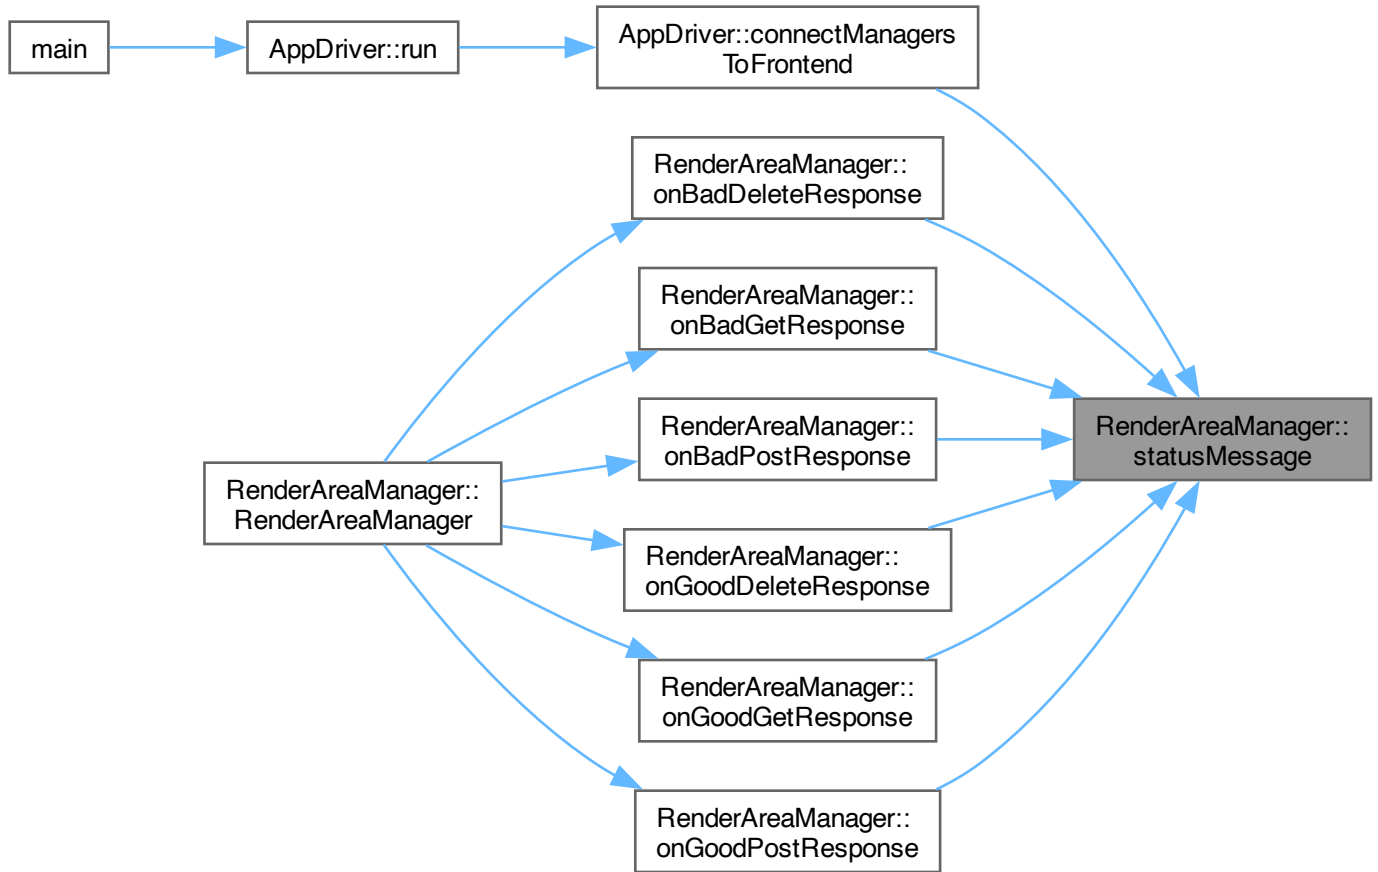 main
AppDriver::run
AppDriver::connectManagers
ToFrontend
RenderAreaManager::
onBadDeleteResponse
RenderAreaManager::
onBadGetResponse
RenderAreaManager::
onBadPostResponse
RenderAreaManager::
statusMessage
RenderAreaManager::
RenderAreaManager
RenderAreaManager::
onGoodDeleteResponse
RenderAreaManager::
onGoodGetResponse
RenderAreaManager::
onGoodPostResponse